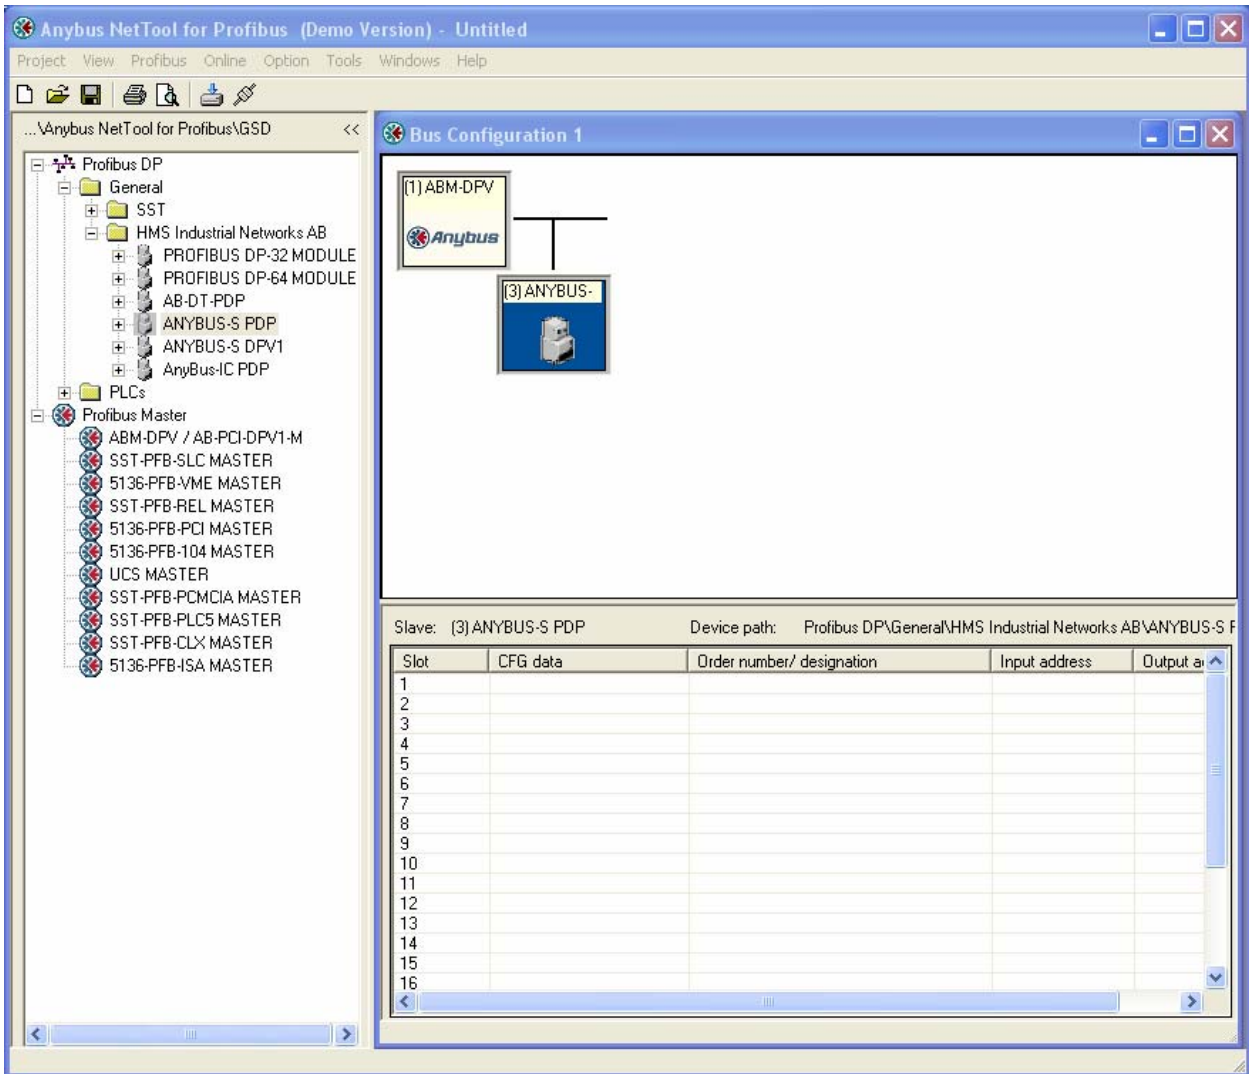 Anybus NetTool for Profibus (Demo Version) - Untitled
Project View Profibus Online Option Tools Windows Help
...\Anybus NetTool for Profibus\GSD <<
Profibus DP
General
SST
HMS Industrial Networks AB
PROFIBUS DP-32 MODULE
PROFIBUS DP-64 MODULE
AB-DT-PDP
ANYBUS-S PDP
ANYBUS-S DPV1
AnyBus-IC PDP
PLCs
Profibus Master
ABM-DPV / AB-PCI-DPV1-M
SST-PFB-SLC MASTER
5136-PFB-VME MASTER
SST-PFB-REL MASTER
5136-PFB-PCI MASTER
5136-PFB-104 MASTER
UCS MASTER
SST-PFB-PCMCIA MASTER
SST-PFB-PLC5 MASTER
SST-PFB-CLX MASTER
5136-PFB-ISA MASTER
Bus Configuration 1
(1) ABM-DPV
Anybus
(3) ANYBUS-
Slave: (3) ANYBUS-S PDP Device path: Profibus DP\General\HMS Industrial Networks AB\ANYBUS-S
Slot CFG data Order number/ designation Input address Output
1
2
3
4
5
6
7
8
9
10
11
12
13
14
15
16